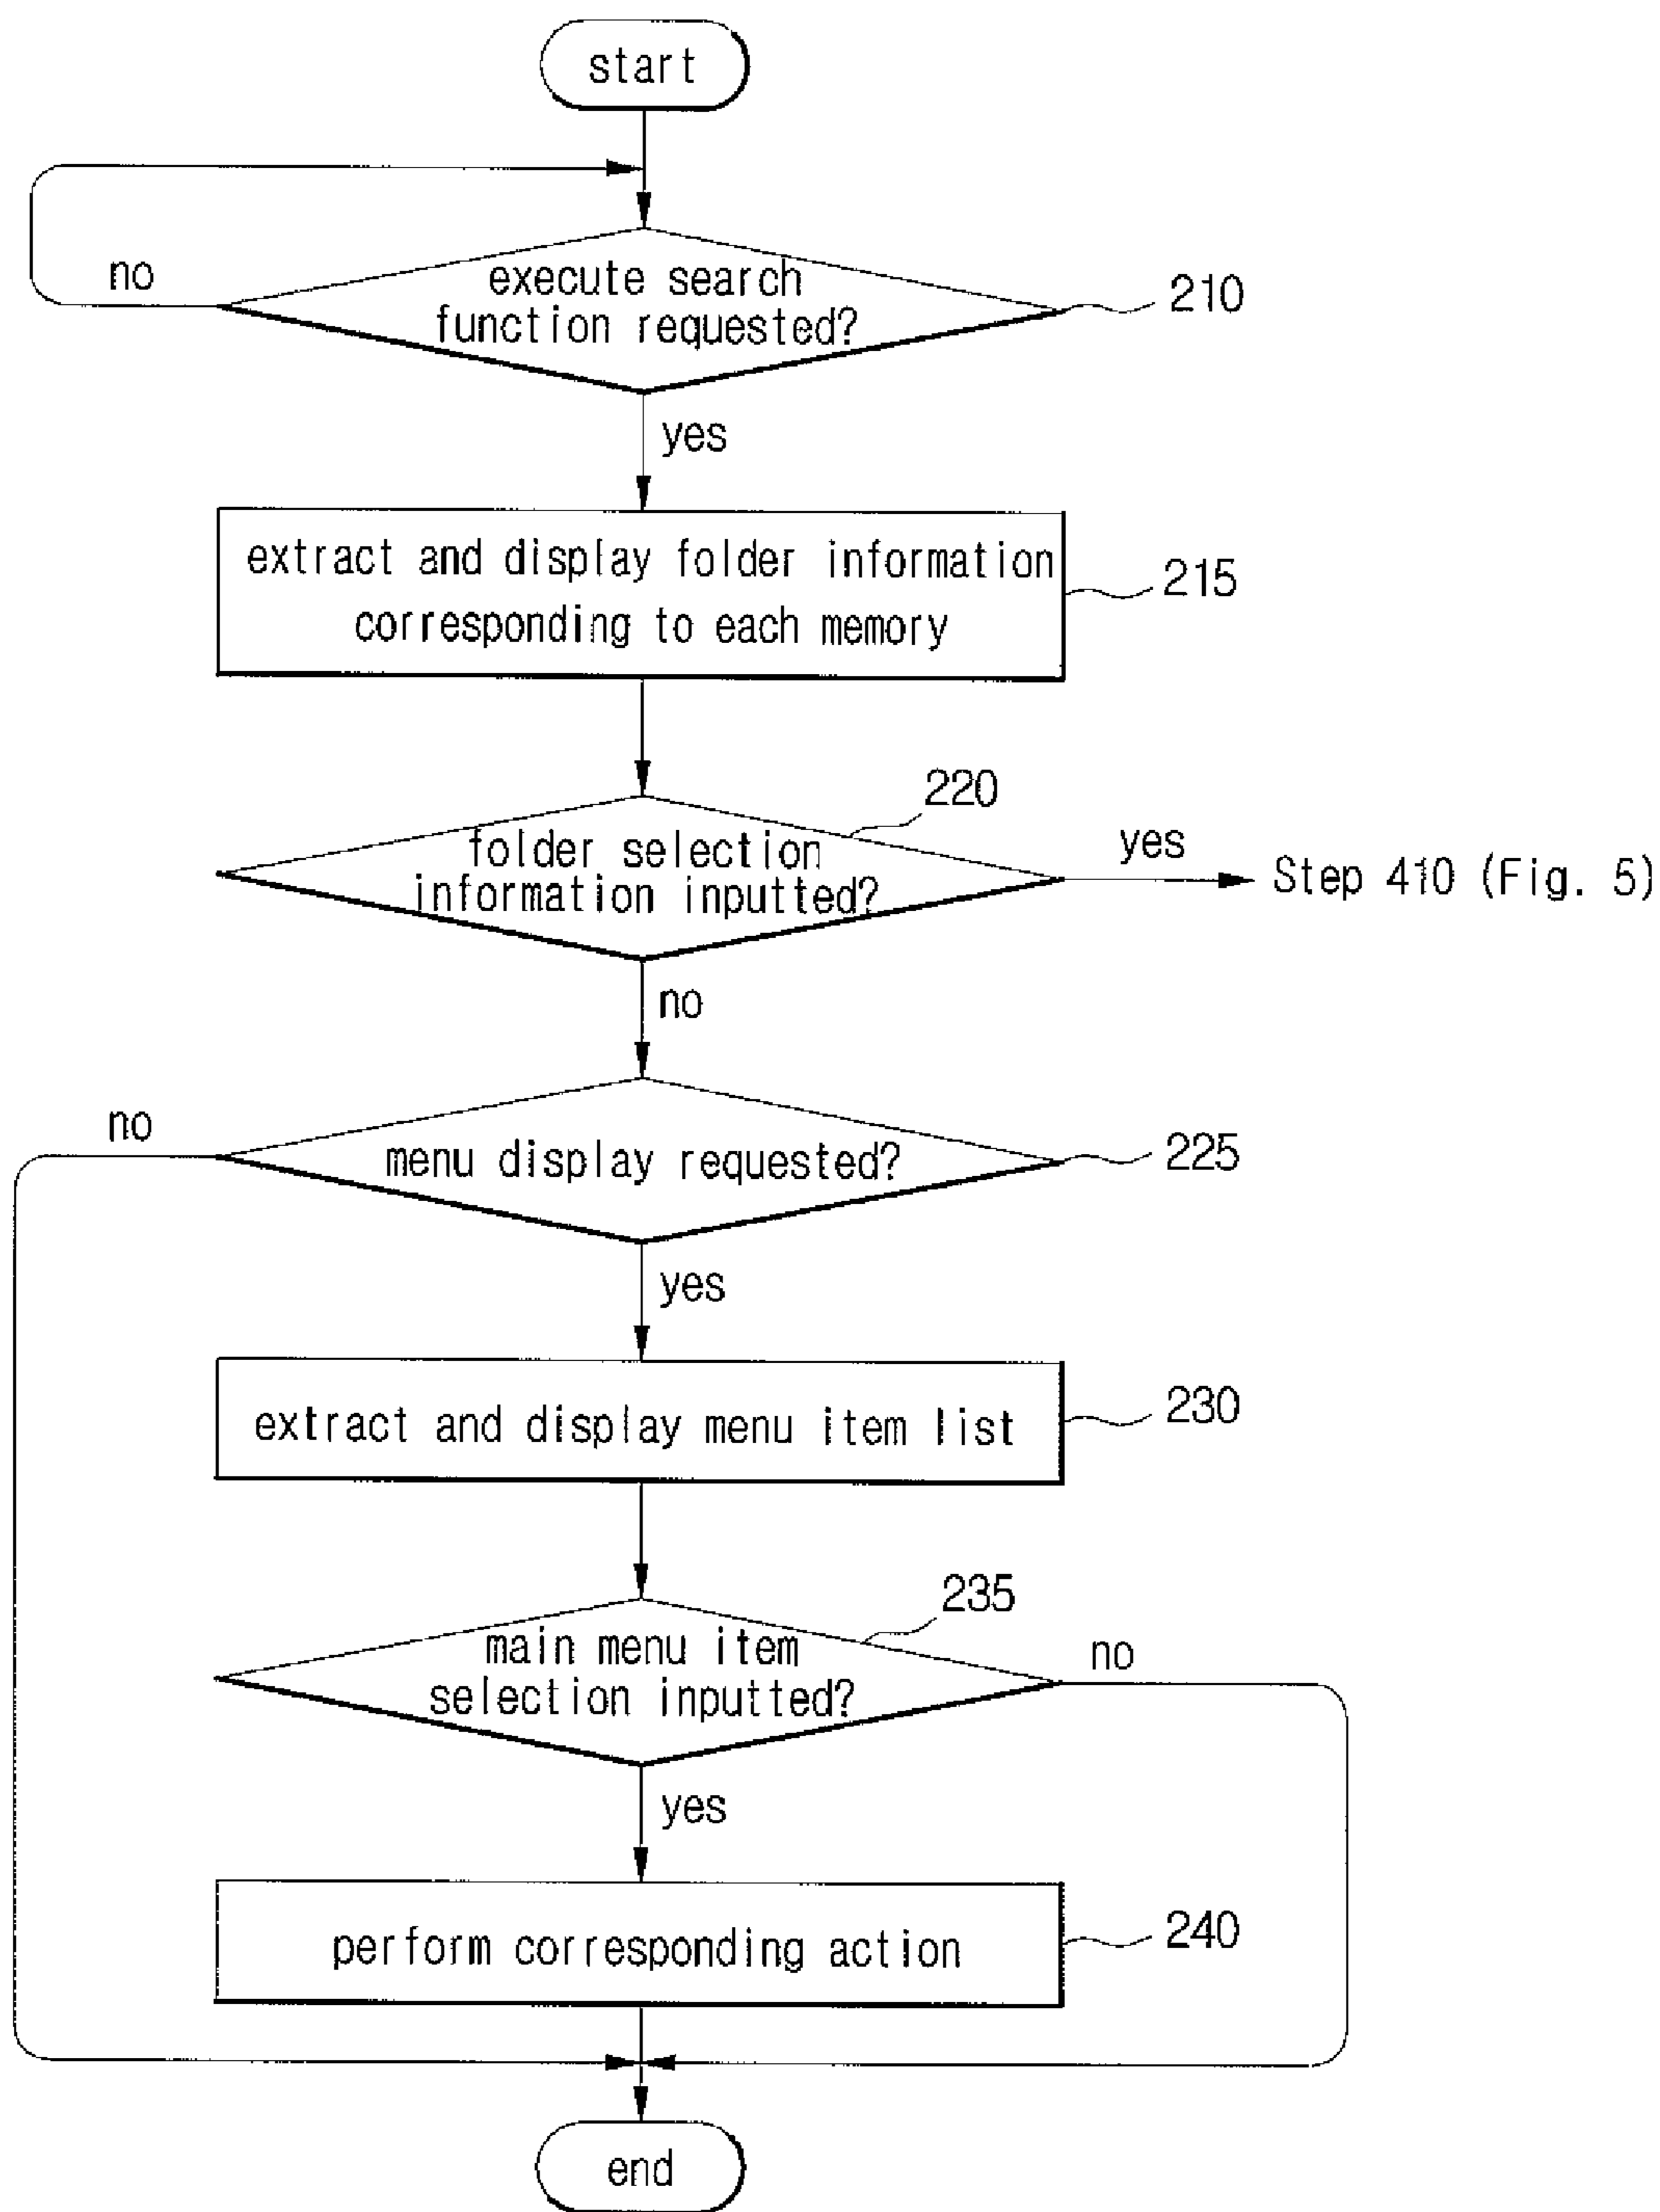 start
no
execute search
function requested?
210
yes
extract and display folder information
corresponding to each memory
215
220
folder selection
information inputted?
yes
Step 410 (Fig. 5)
no
no
menu display requested?
225
yes
extract and display menu item list
230
235
main menu item
selection inputted?
no
yes
perform corresponding action
240
end